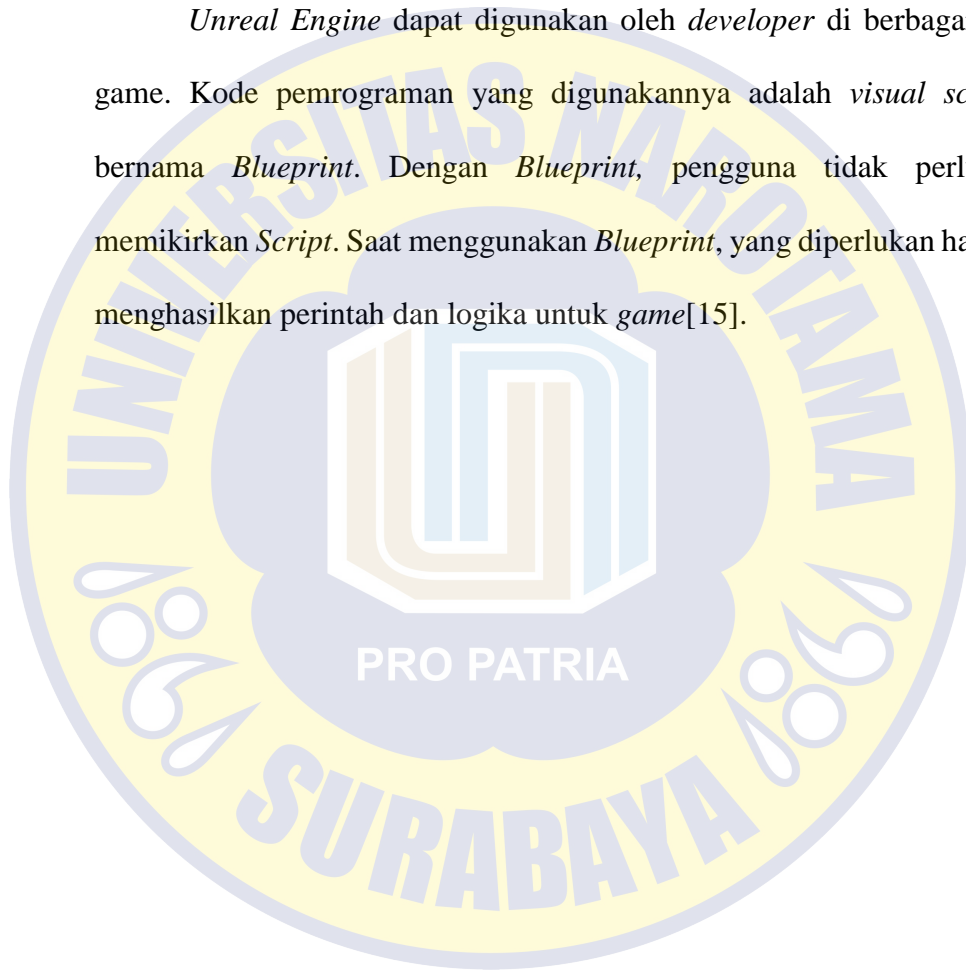 Unreal Engine dapat digunakan oleh developer di berbaga
game. Kode pemrograman yang digunakannya adalah visual sc
bernama Blueprint. Dengan Blueprint, pengguna tidak perl
memikirkan Script. Saat menggunakan Blueprint, yang diperlukan ha
menghasilkan perintah dan logika untuk game[15].
UNIVERSITAS NAROTAMA
PRO PATRIA
SURABAYA